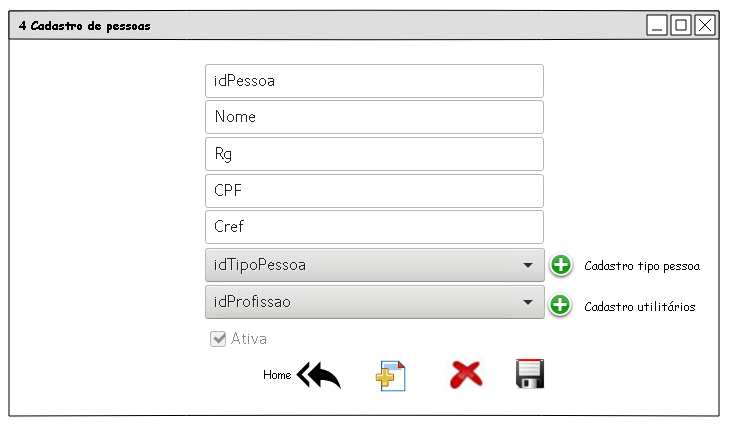 4 Cadastro de pessoas
idPessoa
Nome
Rg
CPF
Cref
idTipoPessoa
Cadastro tipo pessoa
idProfissao
Cadastro utilitários
Ativa
Home